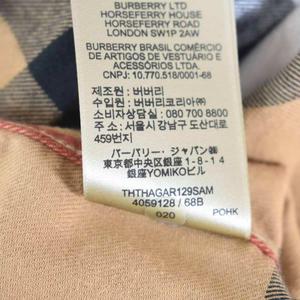 BURBERRY LTD
HORSEFERRY HOUSE
HORSEFERRY ROAD
LONDON SW1P 2AW
BURBERRY BRASIL COMÉRCIO
DE ARTIGOS DE VESTUÁRIO E
ACESSÓRIOS LTDA.
CNPJ: 10.770.518/0001-68
제조원 : 버버리
수입원 : 버버리코리아㈜
소비자상담실 : 080 700 8800
주소 : 서울시 강남구 도산대로
459번지
バーバリー・ジャパン㈱
東京都中央区銀座1-8-14
銀座YOMIKOビル
THTHAGAR129SAM
4059128 / 68B
020
POHK